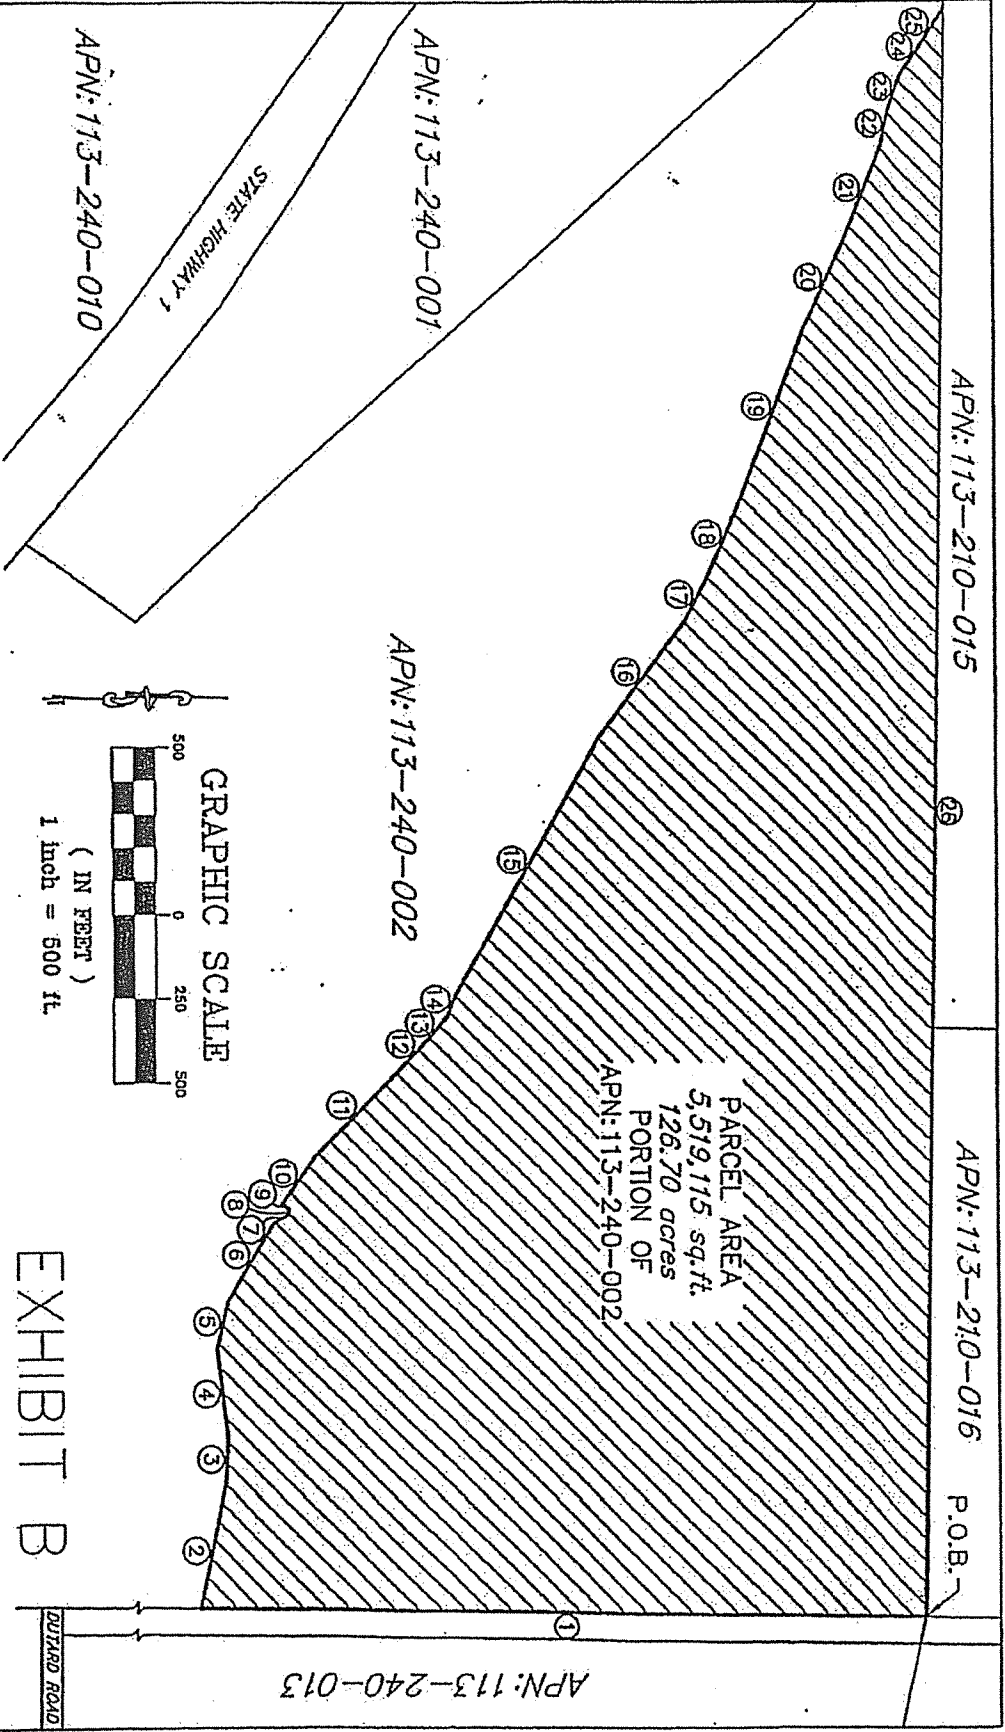 APN: 113-210-015
APN: 113-210-016
P.O.B.
25
24
23
22
21
20
19
18
17
16
15
14
13
12
11
10
9
8
7
6
5
4
3
2
1
26
PARCEL AREA
5,519,115 sq.ft.
126.70 acres
PORTION OF
APN: 113-240-002
APN: 113-240-001
STATE HIGHWAY 1
APN: 113-240-010
APN: 113-240-002
APN: 113-240-013
DUTARD ROAD
GRAPHIC SCALE
500 0 250 500
( IN FEET )
1 inch = 500 ft.
EXHIBIT B